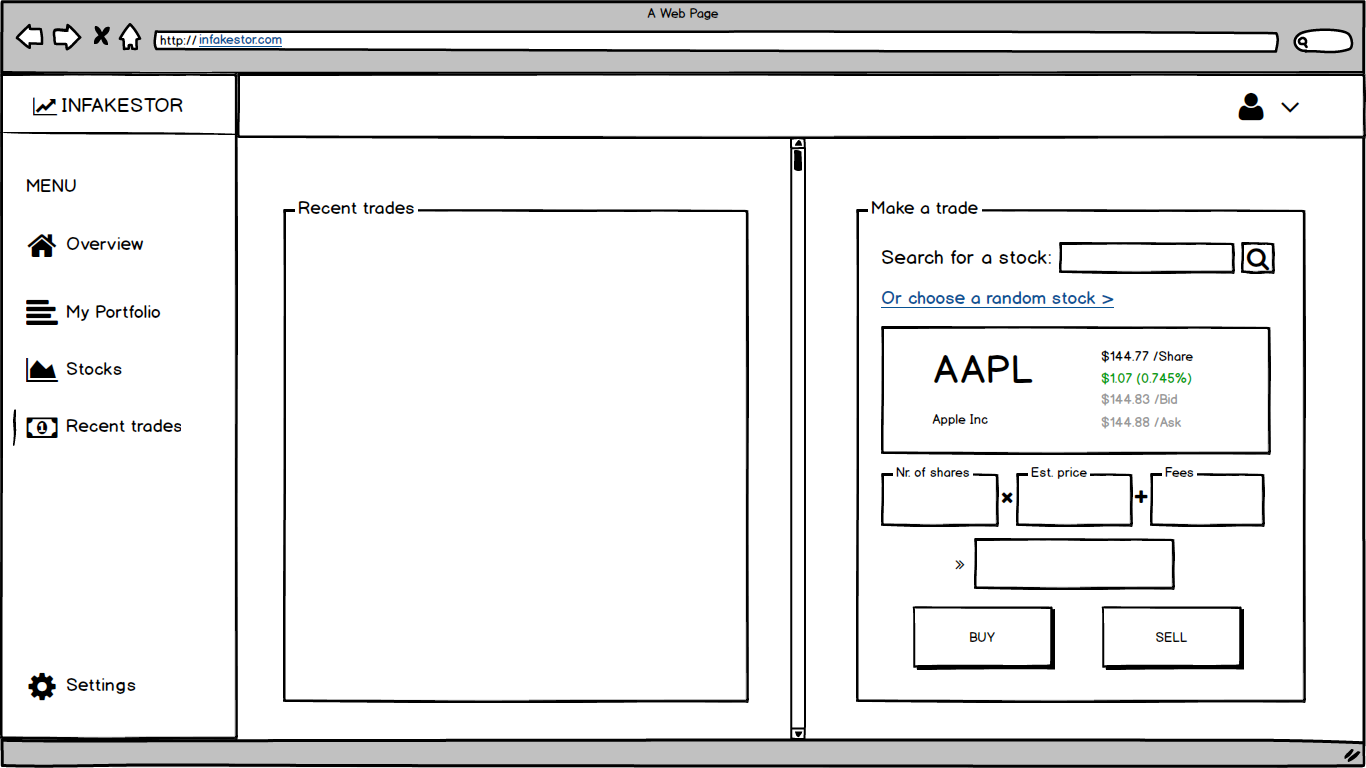 A Web Page
http://infakestor.com
INFAKESTOR
MENU
Overview
My Portfolio
Stocks
Recent trades
Settings
Recent trades
Make a trade
Search for a stock:
Or choose a random stock >
AAPL
Apple Inc
$144.77 /Share
$1.07 (0.745%)
$144.83 /Bid
$144.88 /Ask
Nr. of shares
×
Est. price
+
Fees
»
BUY
SELL